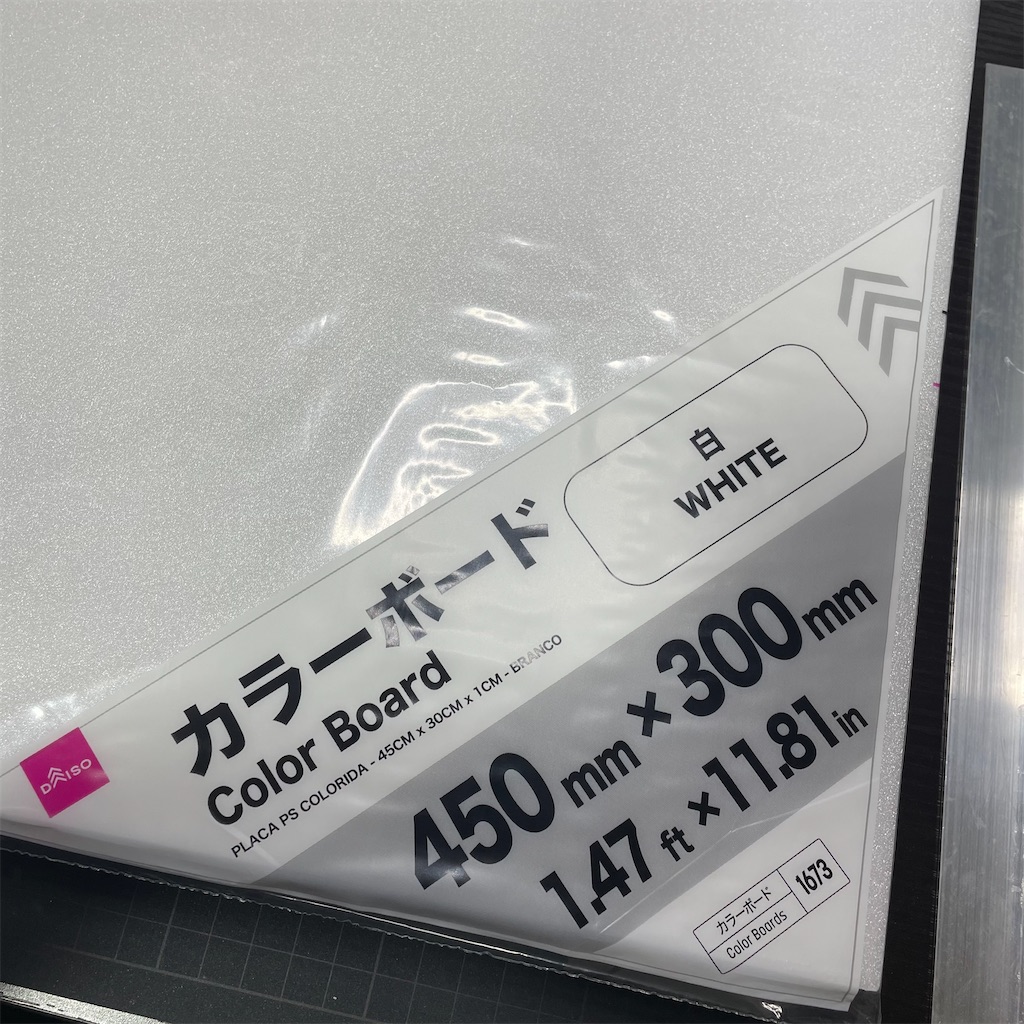 白
WHITE
カラーボード
Color Board
PLACA PS COLORIDA - 45CM x 30CM x 1CM - BRANCO
DAISO
450mm×300mm
1.47ft×11.81in
カラーボード
Color Boards
1673